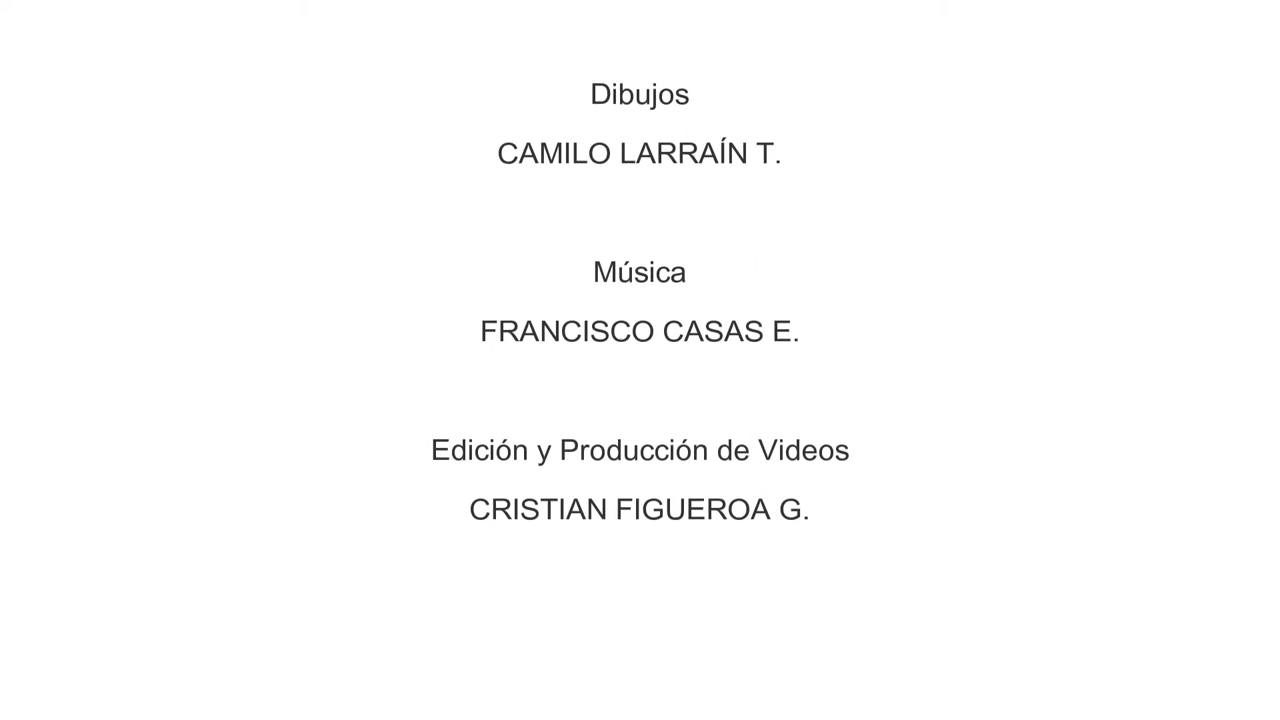 Dibujos
CAMILO LARRAÍN T.
Música
FRANCISCO CASAS E.
Edición y Producción de Videos
CRISTIAN FIGUEROA G.